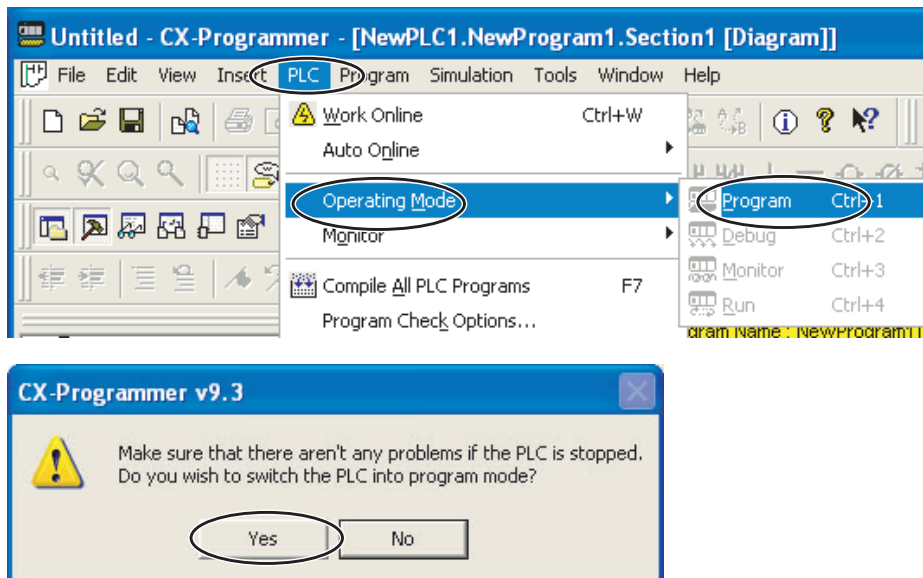 Untitled - CX-Programmer - [NewPLC1.NewProgram1.Section1 [Diagram]]
File Edit View Insert PLC Program Simulation Tools Window Help
Work Online Ctrl+W
Auto Online
Operating Mode
Program Ctrl+1
Monitor
Debug Ctrl+2
Monitor Ctrl+3
Compile All PLC Programs F7
Run Ctrl+4
Program Check Options...
gram Name : NewProgram1]
CX-Programmer v9.3
Make sure that there aren't any problems if the PLC is stopped.
Do you wish to switch the PLC into program mode?
Yes No